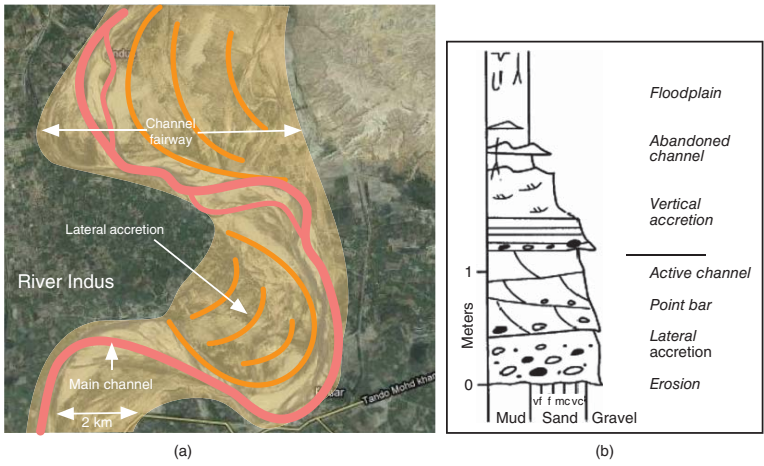 Channel
fairway
Lateral accretion
River Indus
Main channel
2 km
Tando Mohd khan
(a)
Floodplain
Abandoned
channel
Vertical
accretion
1
Active channel
Point bar
Meters
Lateral
accretion
0
Erosion
vf f mcvc
Mud Sand Gravel
(b)